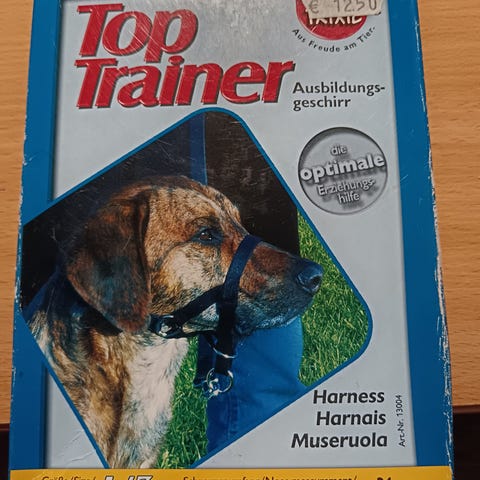 Top
Trainer
€ 12.50
TRIXIE
Aus Freude am Tier.
Ausbildungs-
geschirr
die
optimale
Erziehungs-
hilfe
Harness
Harnais
Museruola
Art.-Nr. 13004